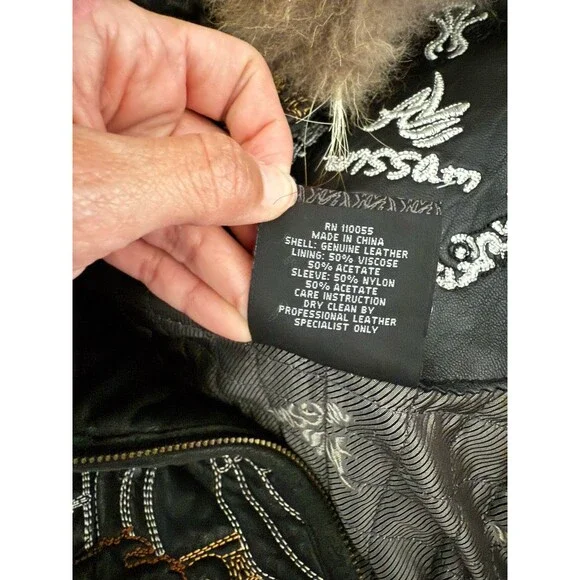 RN 110055
MADE IN CHINA
SHELL: GENUINE LEATHER
LINING: 50% VISCOSE
50% ACETATE
SLEEVE: 50% NYLON
50% ACETATE
CARE INSTRUCTION
DRY CLEAN BY
PROFESSIONAL LEATHER
SPECIALIST ONLY